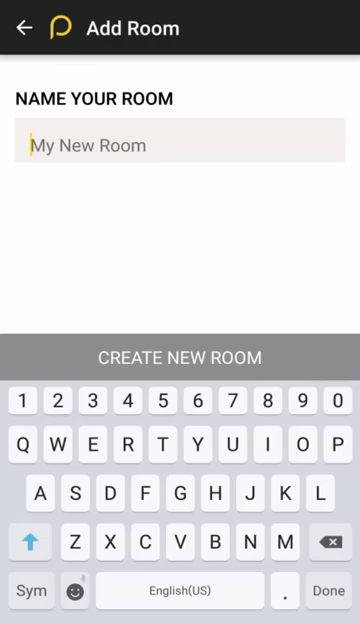 Add Room
NAME YOUR ROOM
My New Room
CREATE NEW ROOM
1 2 3 4 5 6 7 8 9 0
Q W E R T Y U I O P
A S D F G H J K L
Z X C V B N M
Sym English(US) . Done